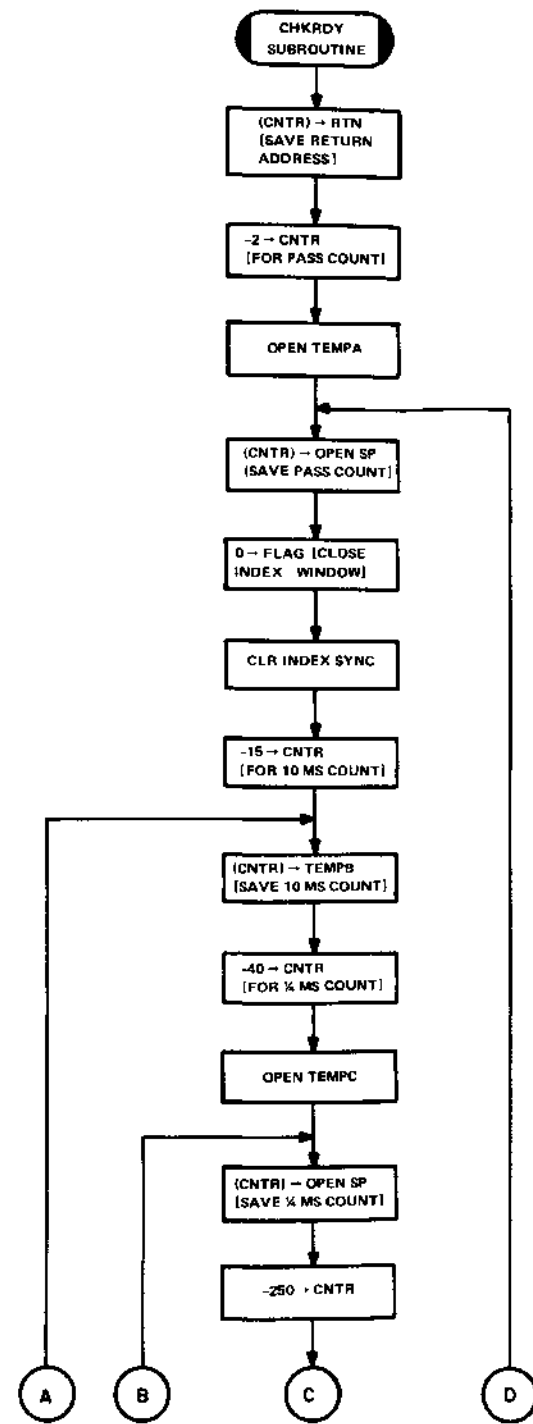 CHKRDY
SUBROUTINE
(CNTR) → RTN
[SAVE RETURN
ADDRESS]
-2 → CNTR
[FOR PASS COUNT]
OPEN TEMPA
(CNTR) → OPEN SP
(SAVE PASS COUNT]
0 → FLAG [CLOSE
INDEX WINDOW]
CLR INDEX SYNC
-15 → CNTR
[FOR 10 MS COUNT]
(CNTR) → TEMPB
[SAVE 10 MS COUNT]
-40 → CNTR
[FOR ¼ MS COUNT]
OPEN TEMPC
(CNTR) → OPEN SP
[SAVE ¼ MS COUNT]
-250 → CNTR
A B C D